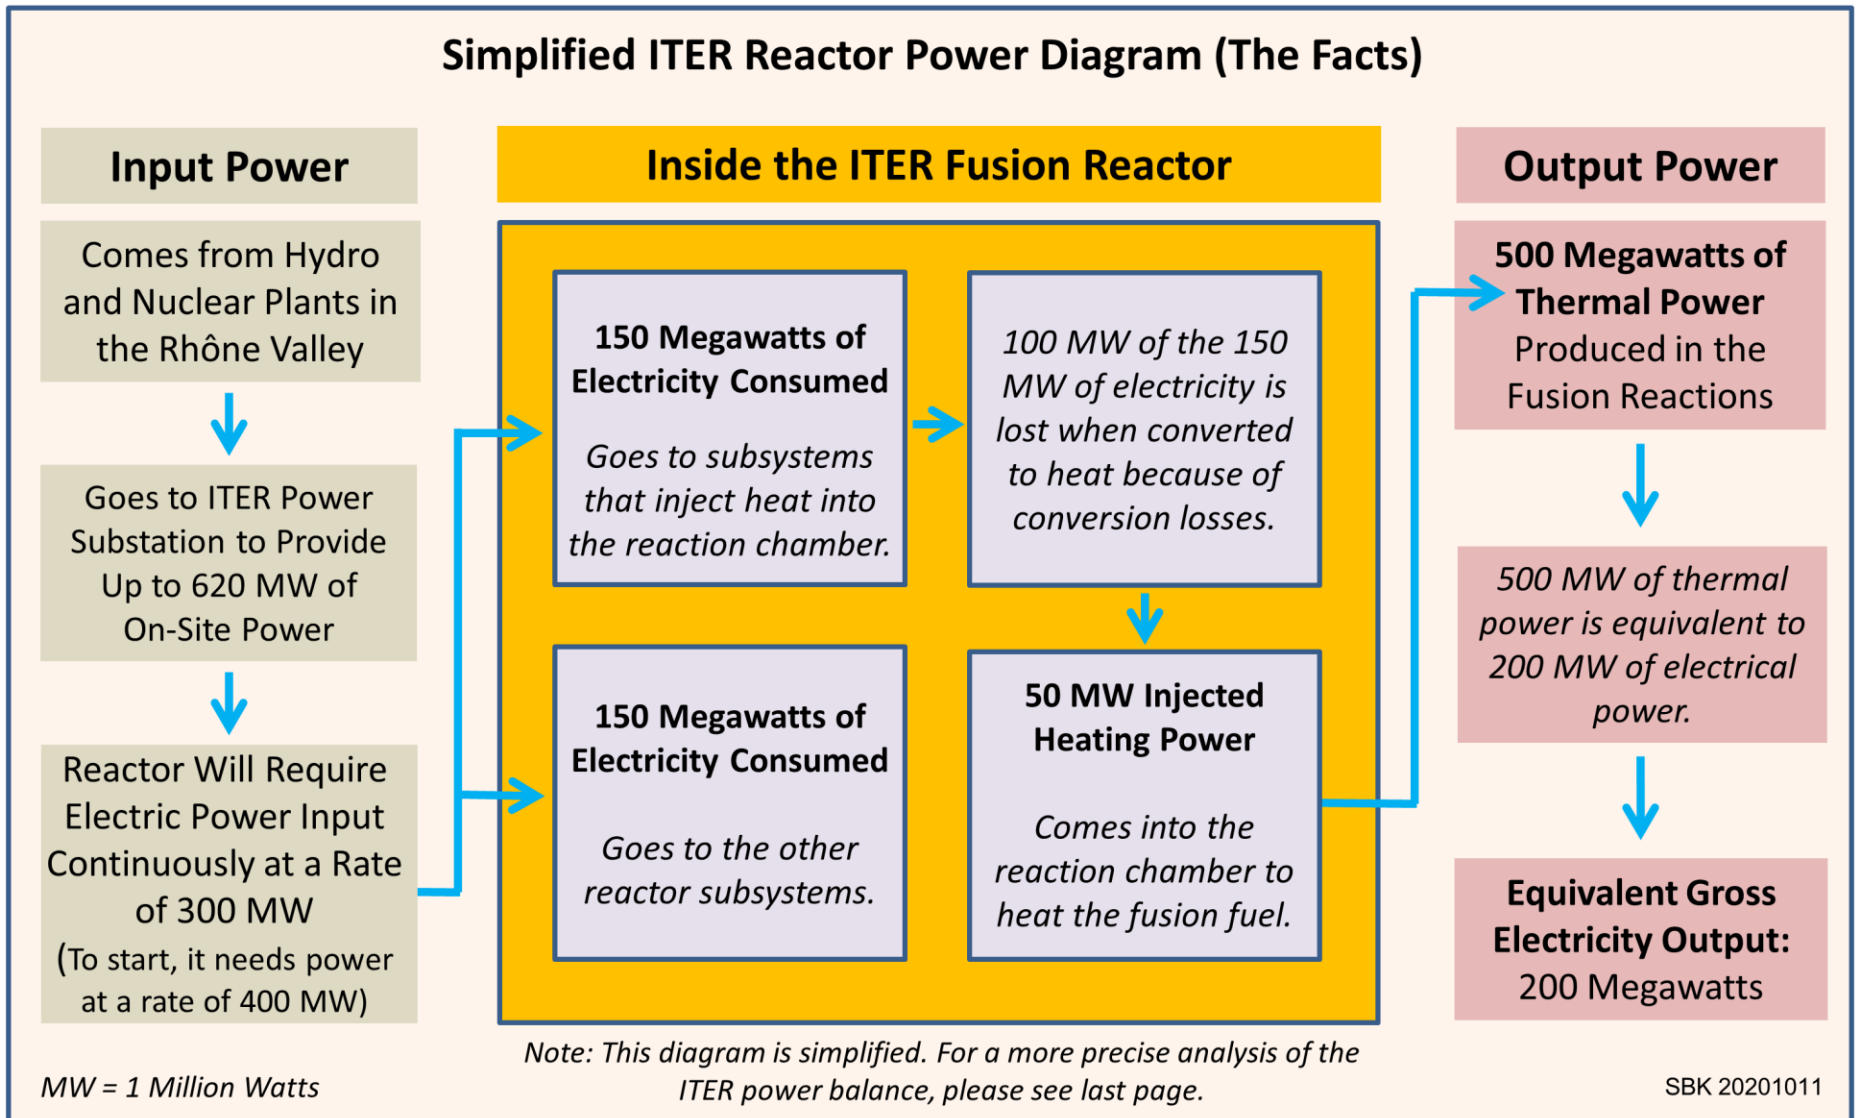 Simplified ITER Reactor Power Diagram (The Facts)
Input Power
Comes from Hydro
and Nuclear Plants in
the Rhône Valley
Goes to ITER Power
Substation to Provide
Up to 620 MW of
On-Site Power
Reactor Will Require
Electric Power Input
Continuously at a Rate
of 300 MW
(To start, it needs power
at a rate of 400 MW)
Inside the ITER Fusion Reactor
150 Megawatts of
Electricity Consumed
Goes to subsystems
that inject heat into
the reaction chamber.
100 MW of the 150
MW of electricity is
lost when converted
to heat because of
conversion losses.
150 Megawatts of
Electricity Consumed
Goes to the other
reactor subsystems.
50 MW Injected
Heating Power
Comes into the
reaction chamber to
heat the fusion fuel.
Output Power
500 Megawatts of
Thermal Power
Produced in the
Fusion Reactions
500 MW of thermal
power is equivalent to
200 MW of electrical
power.
Equivalent Gross
Electricity Output:
200 Megawatts
MW = 1 Million Watts
Note: This diagram is simplified. For a more precise analysis of the
ITER power balance, please see last page.
SBK 20201011